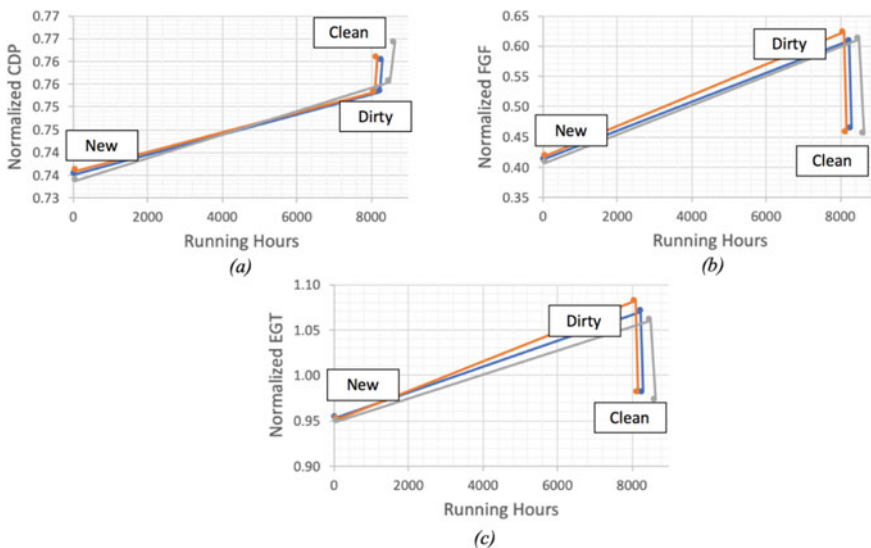 0.77
0.77
0.76
0.76
0.75
0.75
0.74
0.74
0.73
Normalized CDP
New
Clean
Dirty
0 2000 4000 6000 8000
Running Hours
(a)
0.65
0.60
0.55
0.50
0.45
0.40
0.35
Normalized FGF
New
Dirty
Clean
0 2000 4000 6000 8000
Running Hours
(b)
1.10
1.05
1.00
0.95
0.90
Normalized EGT
New
Dirty
Clean
0 2000 4000 6000 8000
Running Hours
(c)